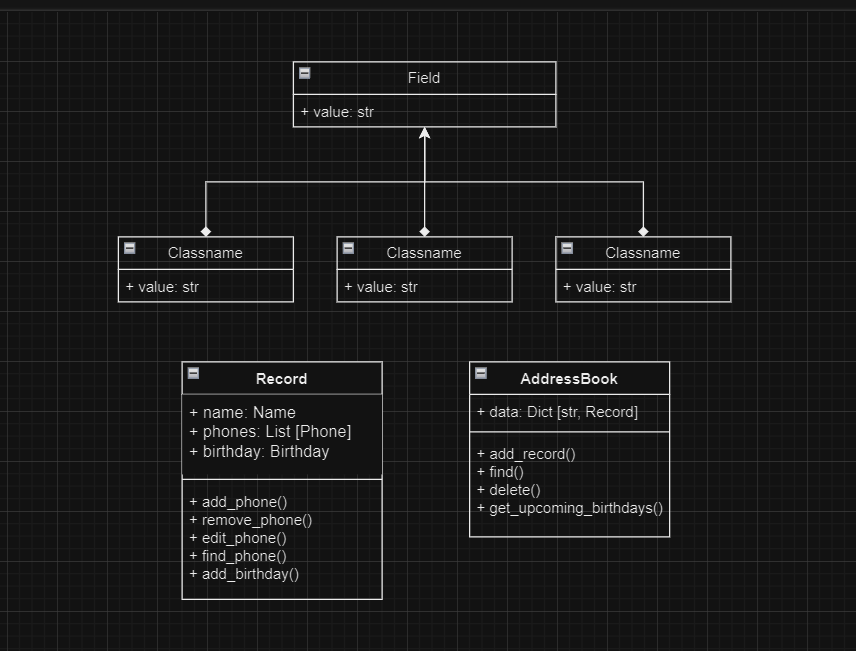 Field
+ value: str
Classname
+ value: str
Classname
+ value: str
Classname
+ value: str
Record
+ name: Name
+ phones: List [Phone]
+ birthday: Birthday
+ add_phone()
+ remove_phone()
+ edit_phone()
+ find_phone()
+ add_birthday()
AddressBook
+ data: Dict [str, Record]
+ add_record()
+ find()
+ delete()
+ get_upcoming_birthdays()